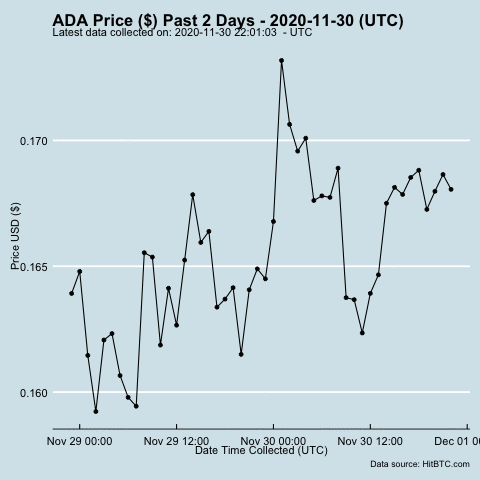 ADA Price ($) Past 2 Days - 2020-11-30 (UTC)
Latest data collected on: 2020-11-30 22:01:03 - UTC
0.170
0.165
0.160
Price USD ($)
Nov 29 00:00 Nov 29 12:00 Nov 30 00:00 Nov 30 12:00 Dec 01 0
Date Time Collected (UTC)
Data source: HitBTC.com